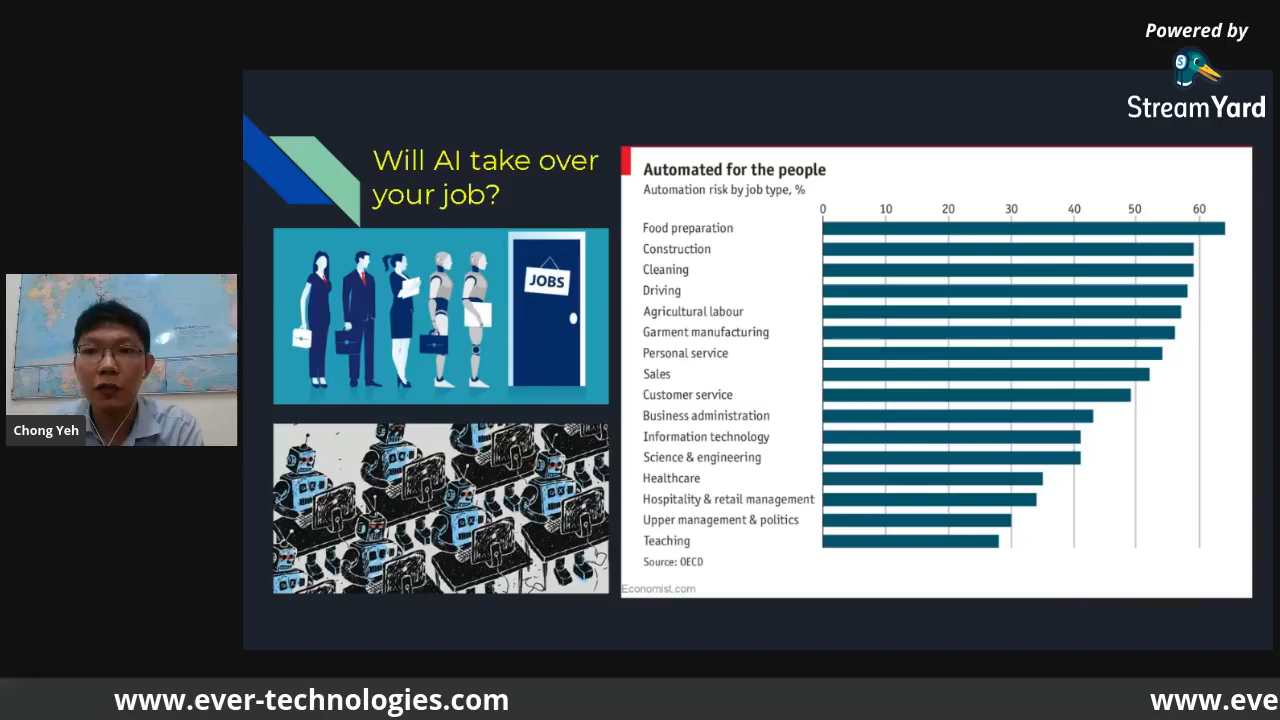 Powered by
StreamYard
Will AI take over
your job?
JOBS
Automated for the people
Automation risk by job type, %
0 10 20 30 40 50 60
Food preparation
Construction
Cleaning
Driving
Agricultural labour
Garment manufacturing
Personal service
Sales
Customer service
Business administration
Information technology
Science & engineering
Healthcare
Hospitality & retail management
Upper management & politics
Teaching
Source: OECD
Economist.com
Chong Yeh
www.ever-technologies.com www.eve